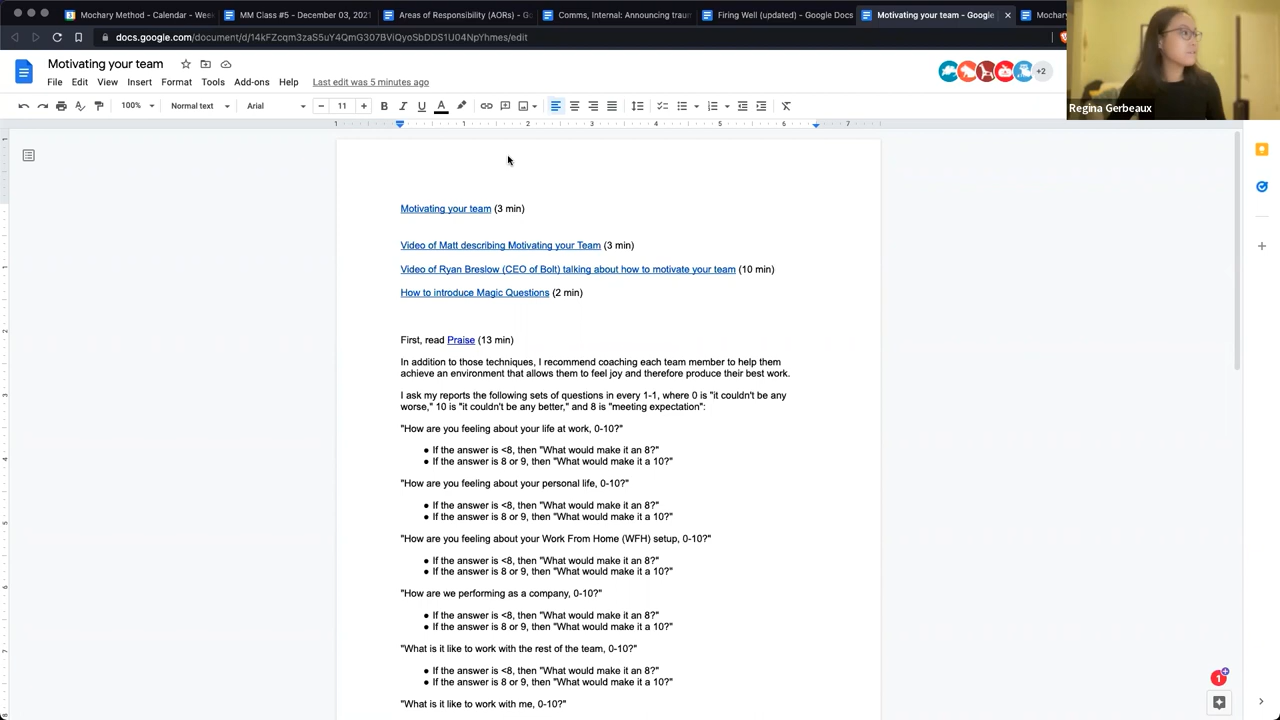 Mochary Method - Calendar - Week
MM Class #5 - December 03, 2021
Areas of Responsibility (AORs) - G
Comms, Internal: Announcing traum
Firing Well (updated) - Google Docs
Motivating your team - Google
Mochary
docs.google.com/document/d/14kFZcqm3zaS5uY4QmG307BViQyoSbDDS1U04NpYhmes/edit
Motivating your team
File Edit View Insert Format Tools Add-ons Help Last edit was 5 minutes ago
+2
100% Normal text Arial 11
Regina Gerbeaux
1 1 2 3 4 5 6 7
Motivating your team (3 min)
Video of Matt describing Motivating your Team (3 min)
Video of Ryan Breslow (CEO of Bolt) talking about how to motivate your team (10 min)
How to introduce Magic Questions (2 min)
First, read Praise (13 min)
In addition to those techniques, I recommend coaching each team member to help them
achieve an environment that allows them to feel joy and therefore produce their best work.
I ask my reports the following sets of questions in every 1-1, where 0 is "it couldn't be any
worse," 10 is "it couldn't be any better," and 8 is "meeting expectation":
"How are you feeling about your life at work, 0-10?"
● If the answer is <8, then "What would make it an 8?"
● If the answer is 8 or 9, then "What would make it a 10?"
"How are you feeling about your personal life, 0-10?"
● If the answer is <8, then "What would make it an 8?"
● If the answer is 8 or 9, then "What would make it a 10?"
"How are you feeling about your Work From Home (WFH) setup, 0-10?"
● If the answer is <8, then "What would make it an 8?"
● If the answer is 8 or 9, then "What would make it a 10?"
"How are we performing as a company, 0-10?"
● If the answer is <8, then "What would make it an 8?"
● If the answer is 8 or 9, then "What would make it a 10?"
"What is it like to work with the rest of the team, 0-10?"
● If the answer is <8, then "What would make it an 8?"
● If the answer is 8 or 9, then "What would make it a 10?"
"What is it like to work with me, 0-10?"
1